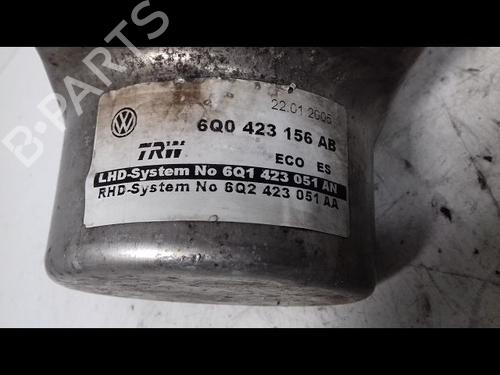 B-PARTS
22.01.2005
6Q0 423 156 AB
TRW
ECO ES
LHD-System No 6Q1 423 051 AN
RHD-System No 6Q2 423 051 AA